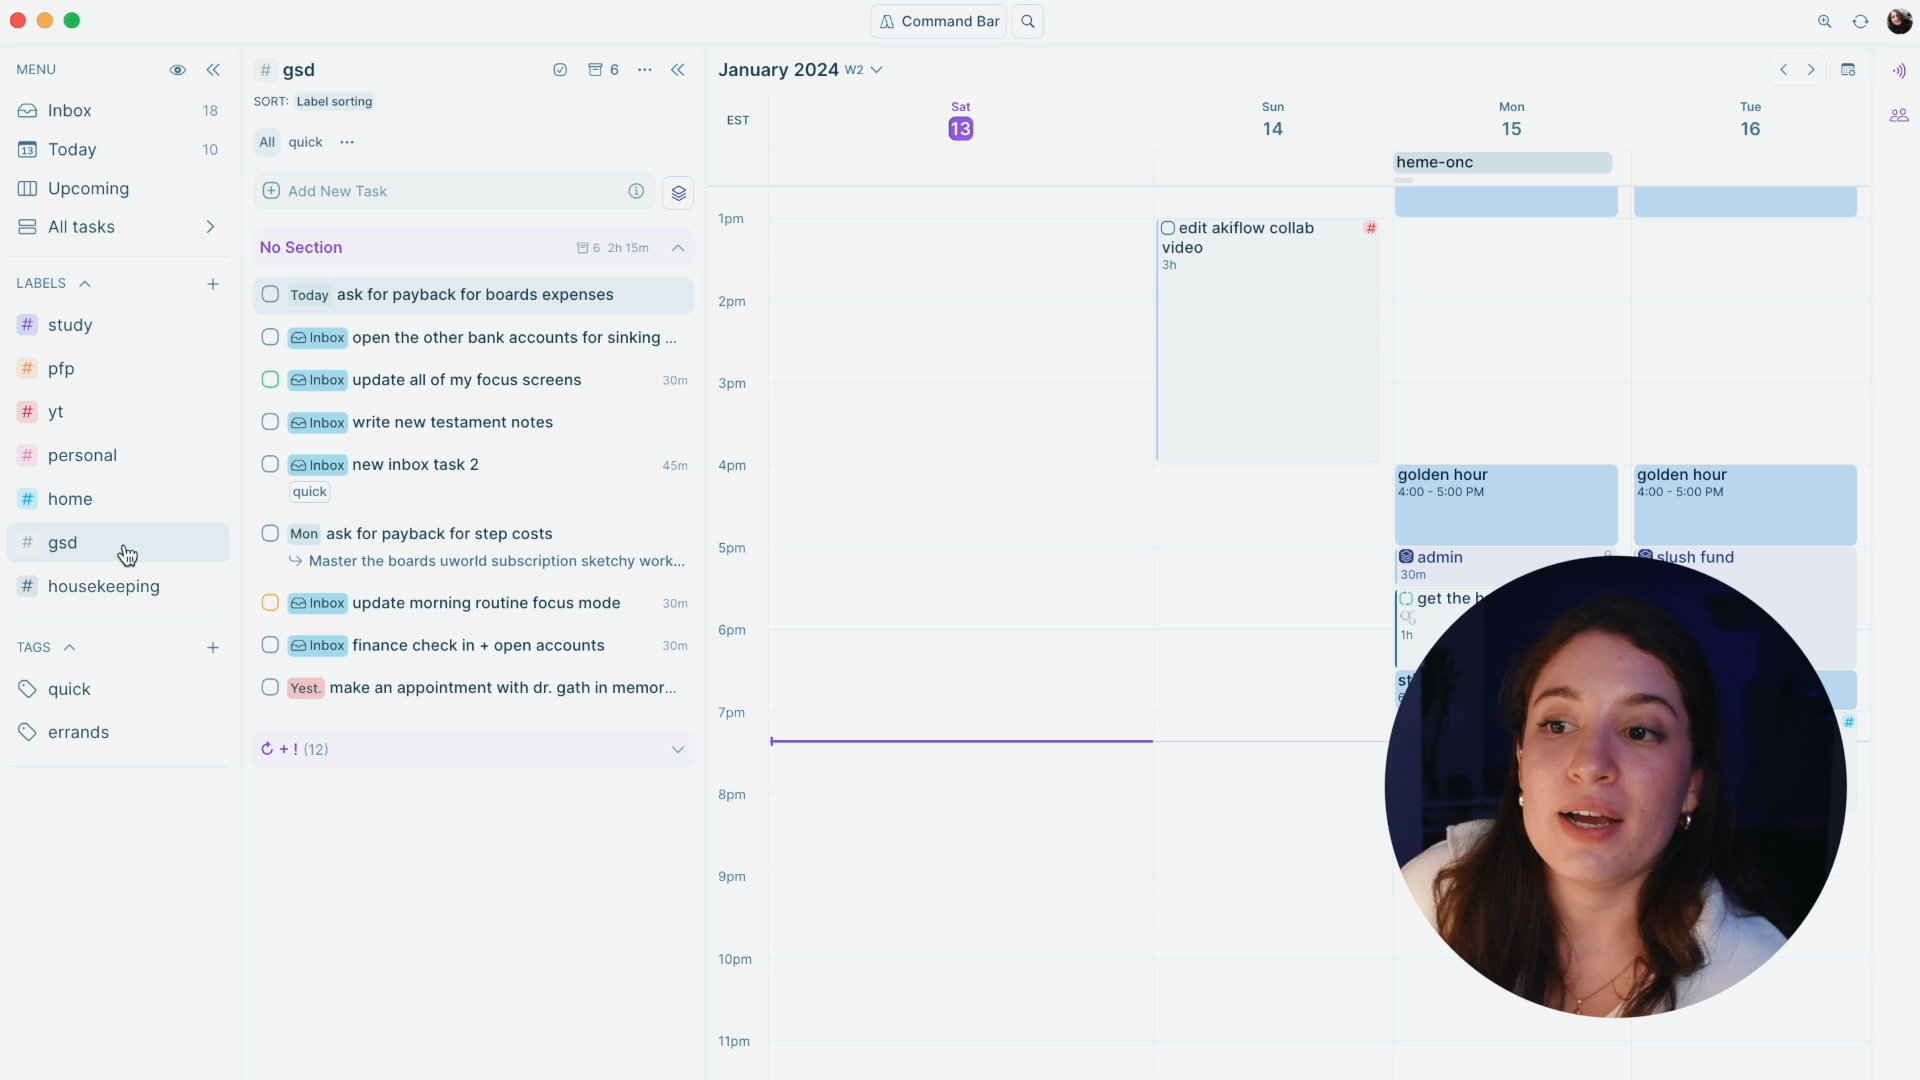 Command Bar
MENU
Inbox 18
13 Today 10
Upcoming
All tasks
LABELS
# study
# pfp
# yt
# personal
# home
# gsd
# housekeeping
TAGS
quick
errands
# gsd 6
SORT: Label sorting
All quick ...
Add New Task
No Section 6 2h 15m
Today ask for payback for boards expenses
Inbox open the other bank accounts for sinking ...
Inbox update all of my focus screens 30m
Inbox write new testament notes
Inbox new inbox task 2 45m
quick
Mon ask for payback for step costs
Master the boards uworld subscription sketchy work...
Inbox update morning routine focus mode 30m
Inbox finance check in + open accounts 30m
Yest. make an appointment with dr. gath in memor...
+ ! (12)
January 2024 W2
EST
Sat
13
Sun
14
Mon
15
Tue
16
heme-onc
1pm
2pm
3pm
4pm
5pm
6pm
7pm
8pm
9pm
10pm
11pm
edit akiflow collab #
video
3h
golden hour
4:00 - 5:00 PM
admin
30m
get the
1h
golden hour
4:00 - 5:00 PM
slush fund
#